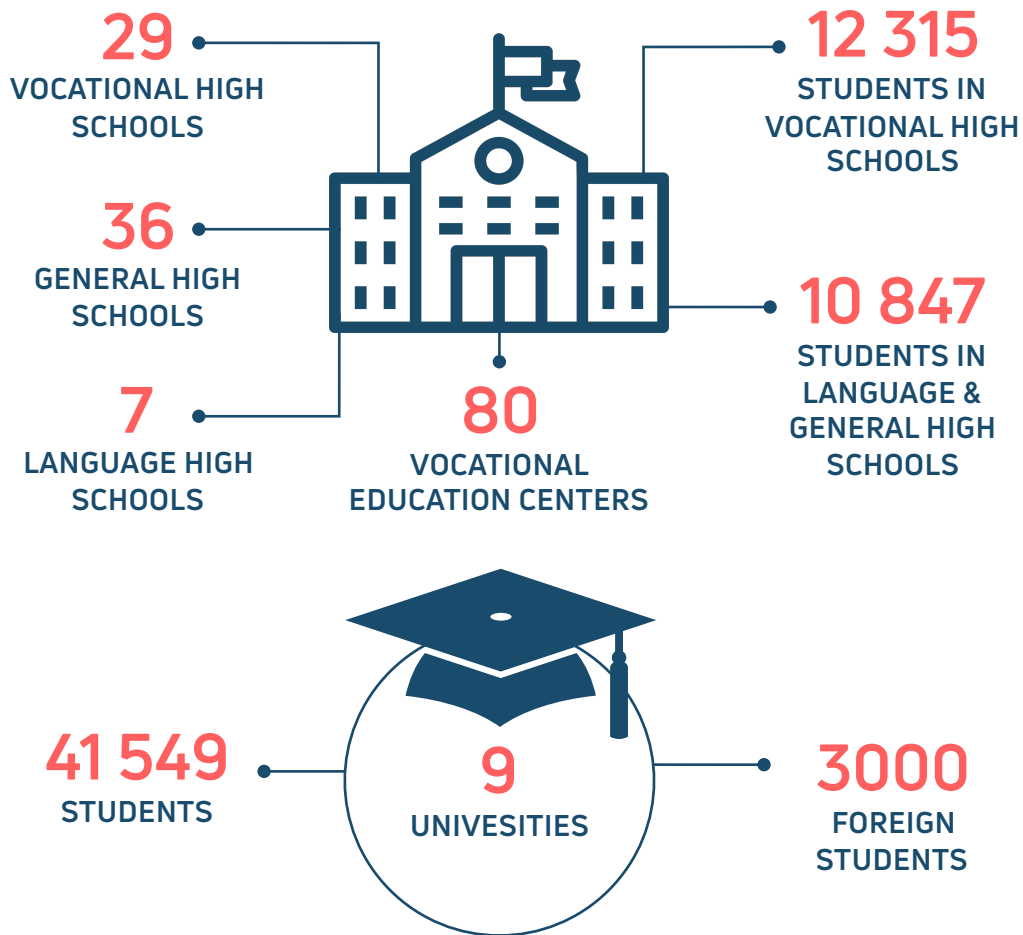 29
VOCATIONAL HIGH
SCHOOLS
12 315
STUDENTS IN
VOCATIONAL HIGH
SCHOOLS
36
GENERAL HIGH
SCHOOLS
10 847
STUDENTS IN
LANGUAGE &
GENERAL HIGH
SCHOOLS
7
LANGUAGE HIGH
SCHOOLS
80
VOCATIONAL
EDUCATION CENTERS
41 549
STUDENTS
9
UNIVESITIES
3000
FOREIGN
STUDENTS